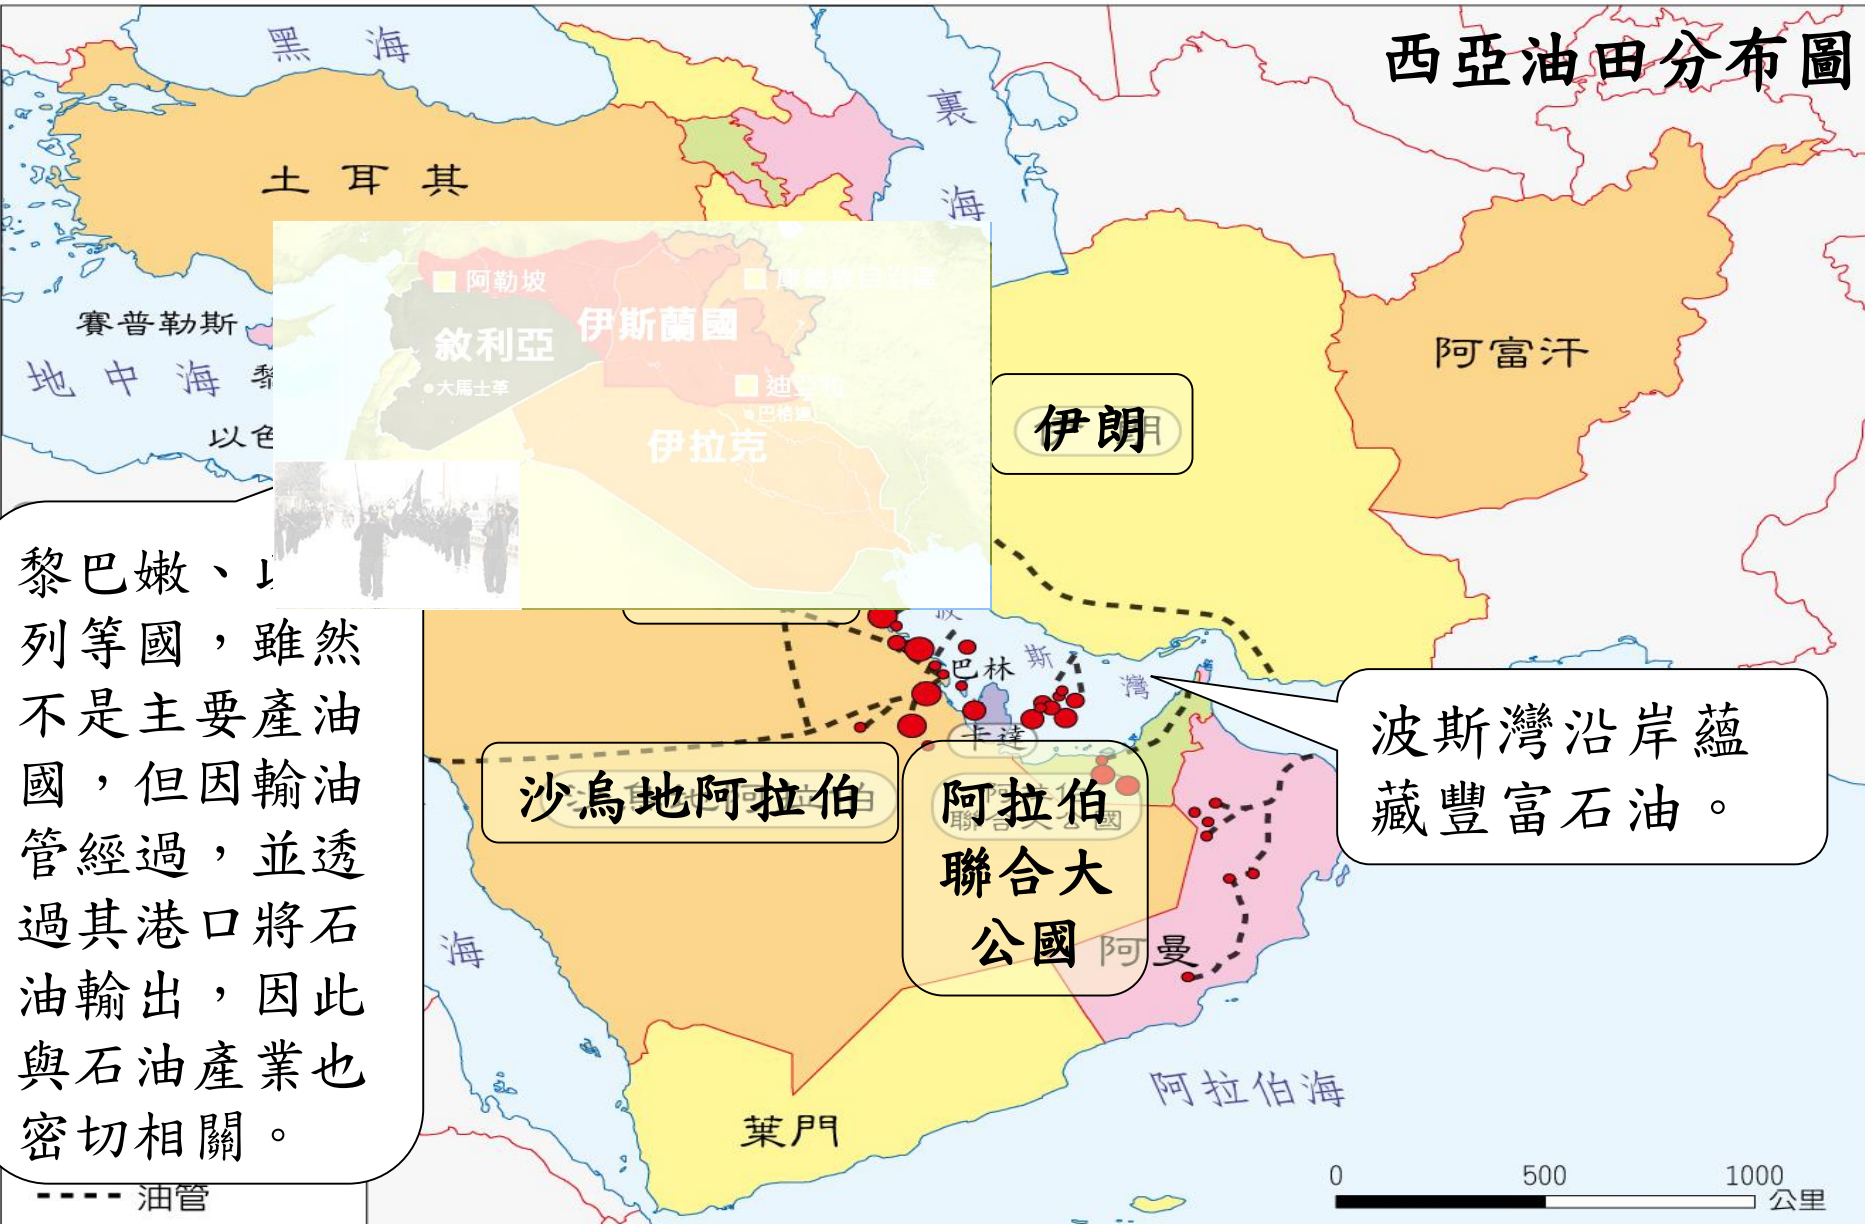 西亞油田分布圖
黑海
裏海
土耳其
阿勒坡
伊斯蘭國
敘利亞
大馬士革
巴格達
伊拉克
賽普勒斯
地中海
阿富汗
伊朗
黎巴嫩、以
列等國，雖然
不是主要產油
國，但因輸油
管經過，並透
過其港口將石
油輸出，因此
與石油產業也
密切相關。
巴林
斯
灣
卡達
波斯灣沿岸蘊
藏豐富石油。
沙烏地阿拉伯
阿拉伯
聯合大
公國
阿曼
海
阿拉伯海
葉門
油管
0 500 1000
公里